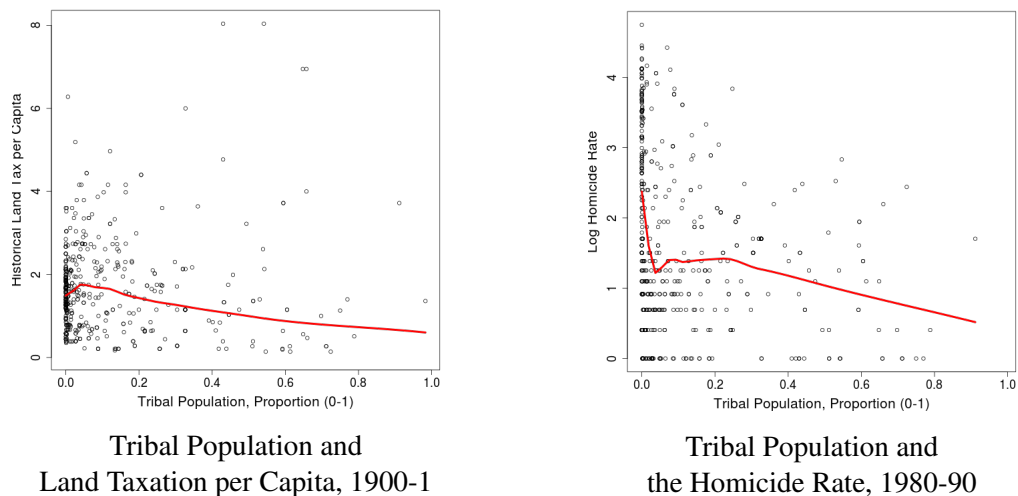 8
6
4
2
0
Historical Land Tax per Capita
0.0 0.2 0.4 0.6 0.8 1.0
Tribal Population, Proportion (0-1)
Tribal Population and
Land Taxation per Capita, 1900-1
4
3
2
1
0
Log Homicide Rate
0.0 0.2 0.4 0.6 0.8 1.0
Tribal Population, Proportion (0-1)
Tribal Population and
the Homicide Rate, 1980-90